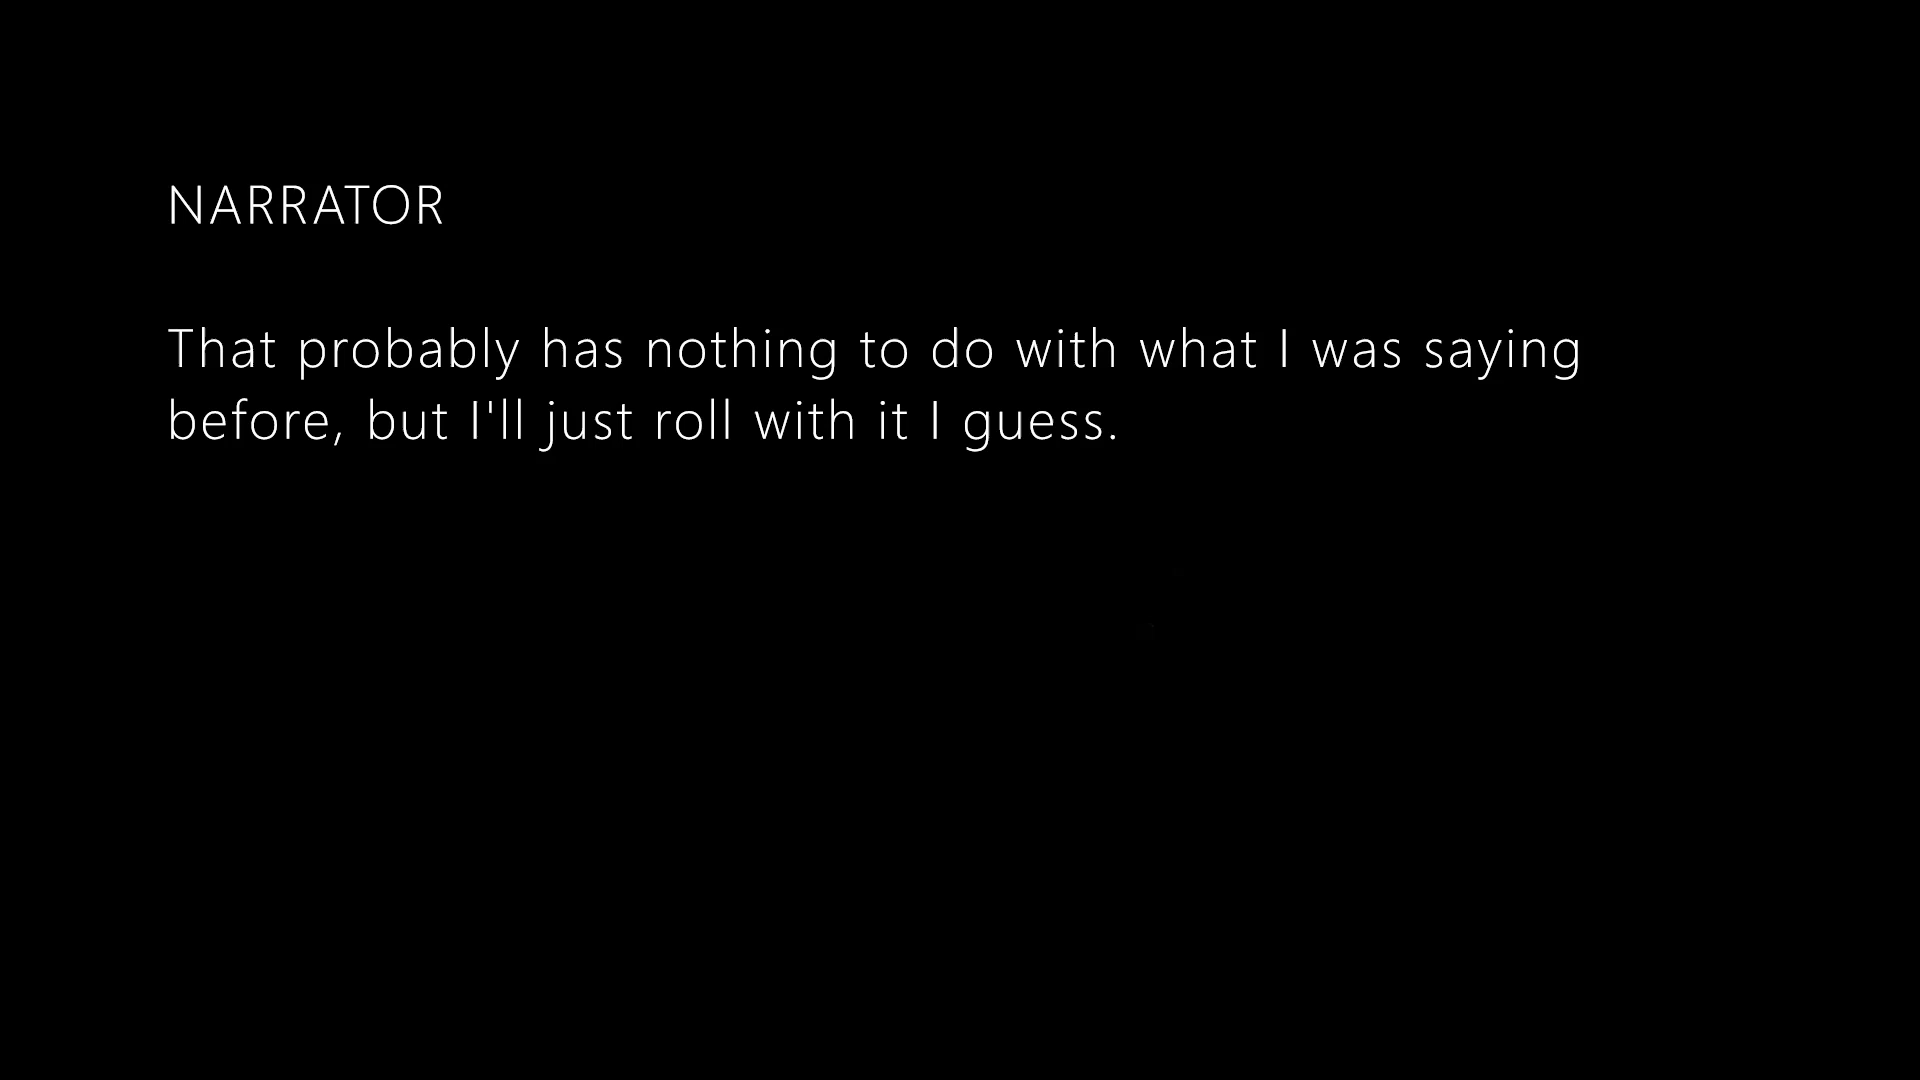 NARRATOR
That probably has nothing to do with what I was saying
before, but I'll just roll with it I guess.